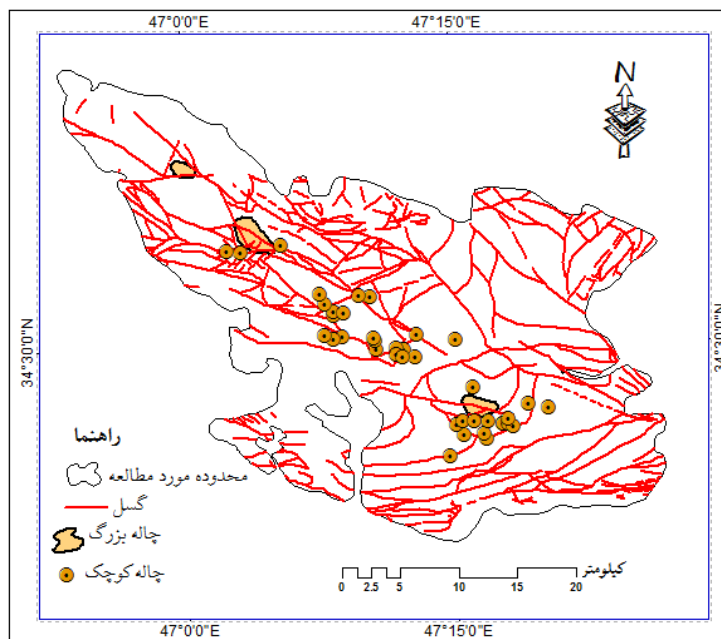 47°0'0"E 47°15'0"E
N
34°30'0"N
34°30'0"N
راهنما
محدوده مورد مطالعه
گسل
چاله بزرگ
چاله کوچک
کیلومتر
0 2.5 5 10 15 20
47°0'0"E 47°15'0"E